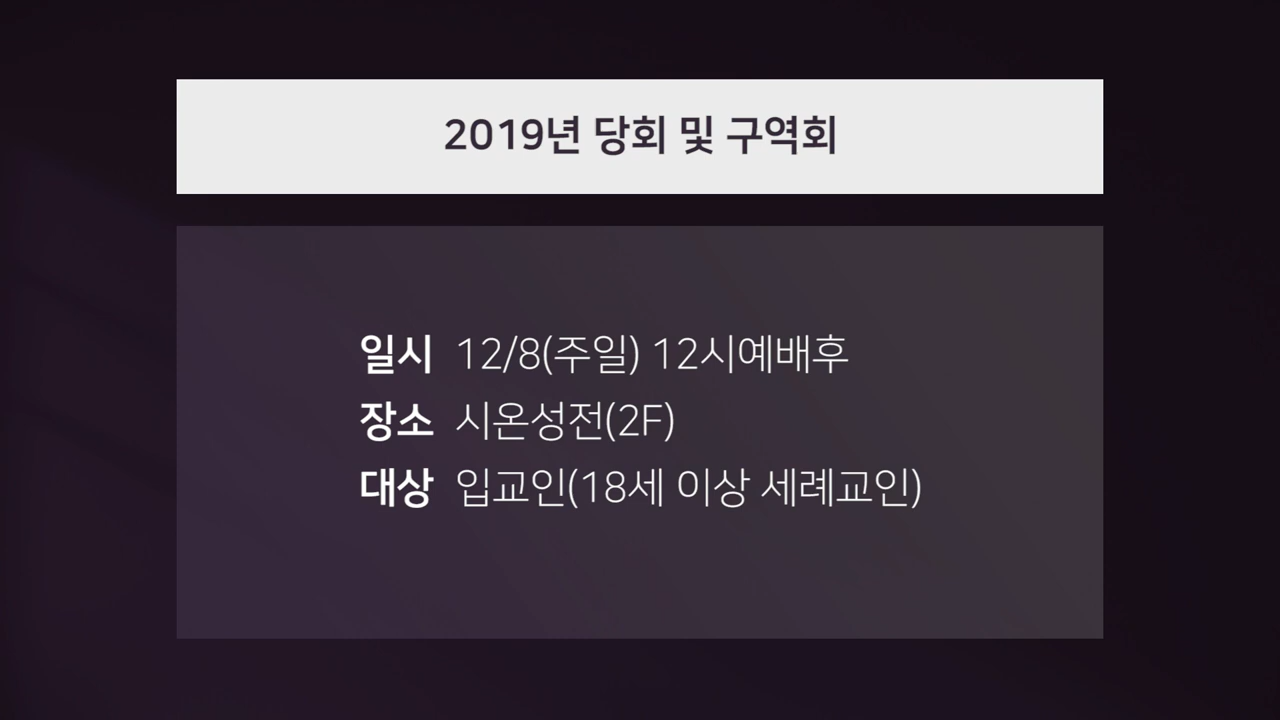 2019년 당회 및 구역회
일시 12/8(주일) 12시예배후
장소 시온성전(2F)
대상 입교인(18세 이상 세례교인)